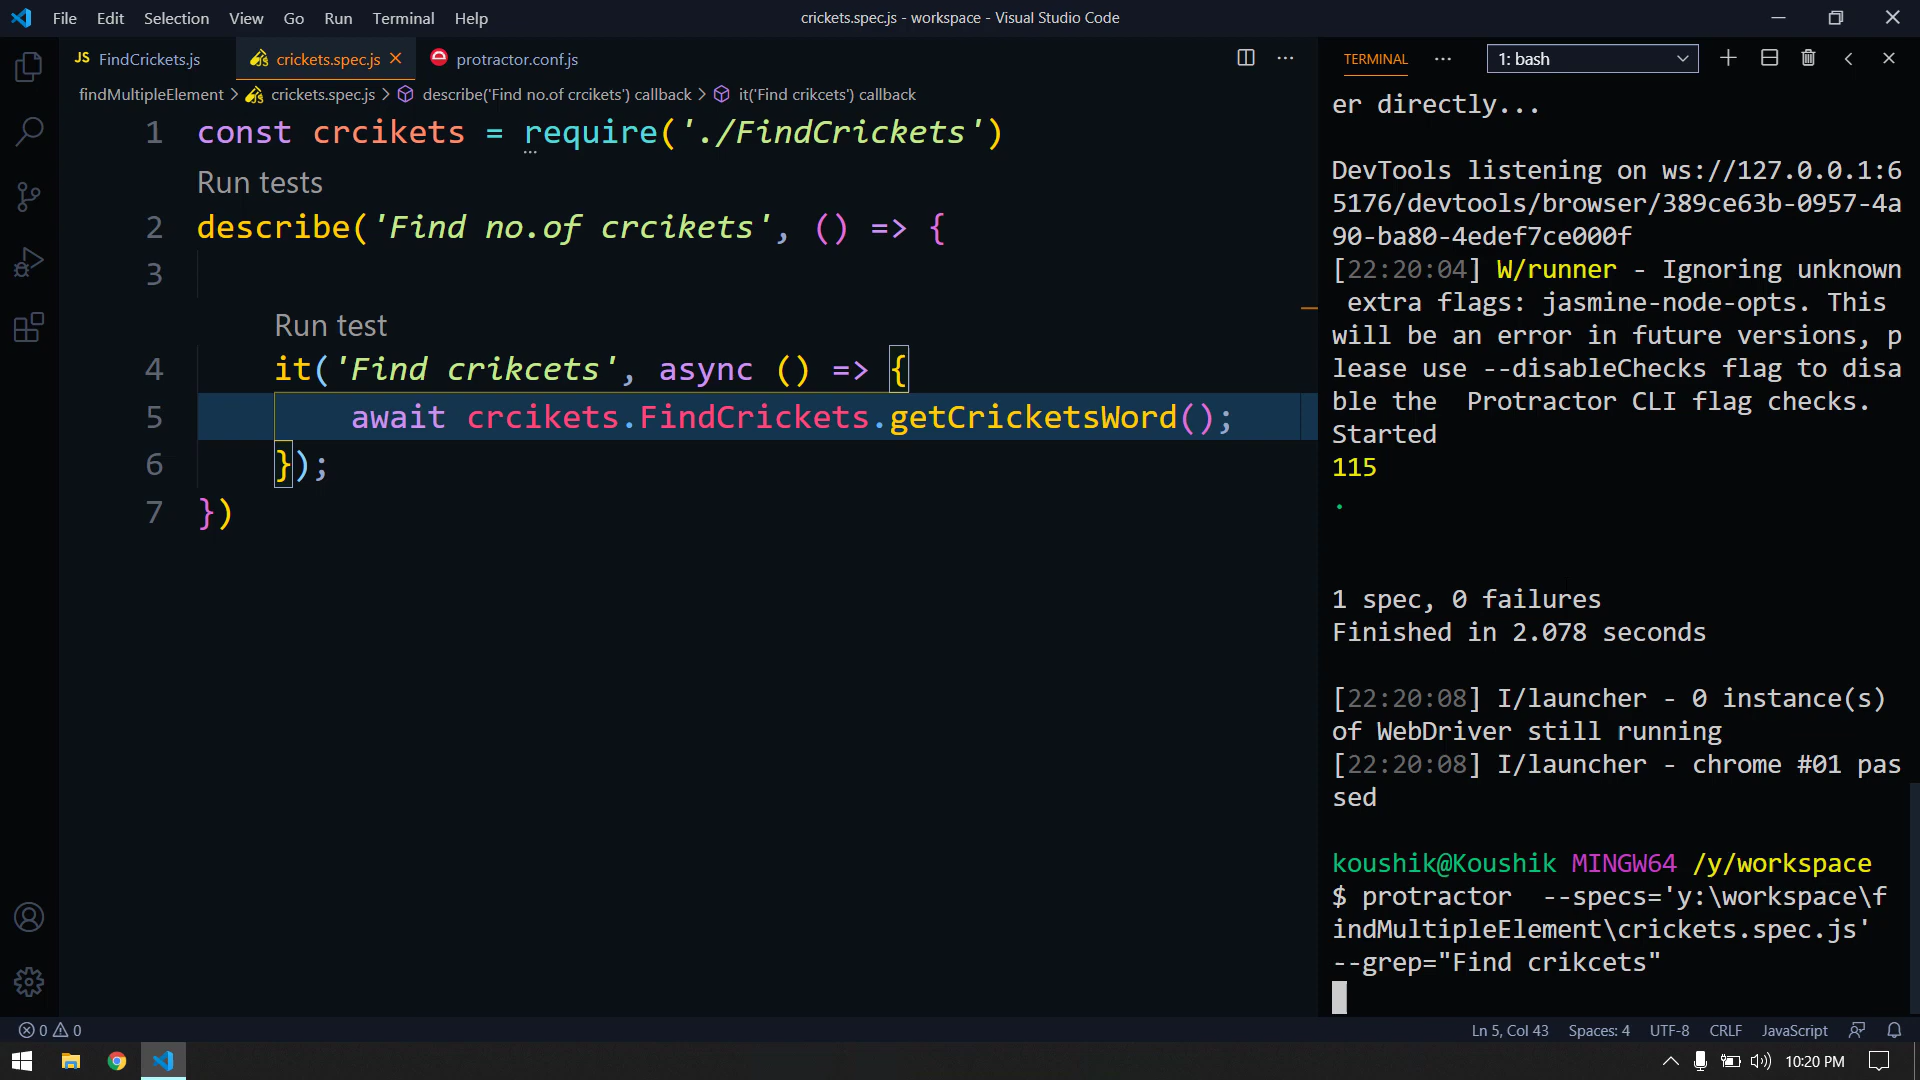 File Edit Selection View Go Run Terminal Help
crickets.spec.js - workspace - Visual Studio Code
JS FindCrickets.js
crickets.spec.js
protractor.conf.js
findMultipleElement > crickets.spec.js > describe('Find no.of crcikets') callback > it('Find crikcets') callback
1 const crcikets = require('./FindCrickets')
Run tests
2 describe('Find no.of crcikets', () => {
3
Run test
4 it('Find crikcets', async () => {
5 await crcikets.FindCrickets.getCricketsWord();
6 });
7 })
TERMINAL ··· 1: bash
er directly...
DevTools listening on ws://127.0.0.1:6
5176/devtools/browser/389ce63b-0957-4a
90-ba80-4edef7ce000f
[22:20:04] W/runner - Ignoring unknown
extra flags: jasmine-node-opts. This
will be an error in future versions, p
lease use --disableChecks flag to disa
ble the  Protractor CLI flag checks.
Started
115
.
1 spec, 0 failures
Finished in 2.078 seconds
[22:20:08] I/launcher - 0 instance(s)
of WebDriver still running
[22:20:08] I/launcher - chrome #01 pas
sed
koushik@Koushik MINGW64 /y/workspace
$ protractor  --specs='y:\workspace\f
indMultipleElement\crickets.spec.js'
--grep="Find crikcets"
0 0
Ln 5, Col 43 Spaces: 4 UTF-8 CRLF JavaScript
10:20 PM